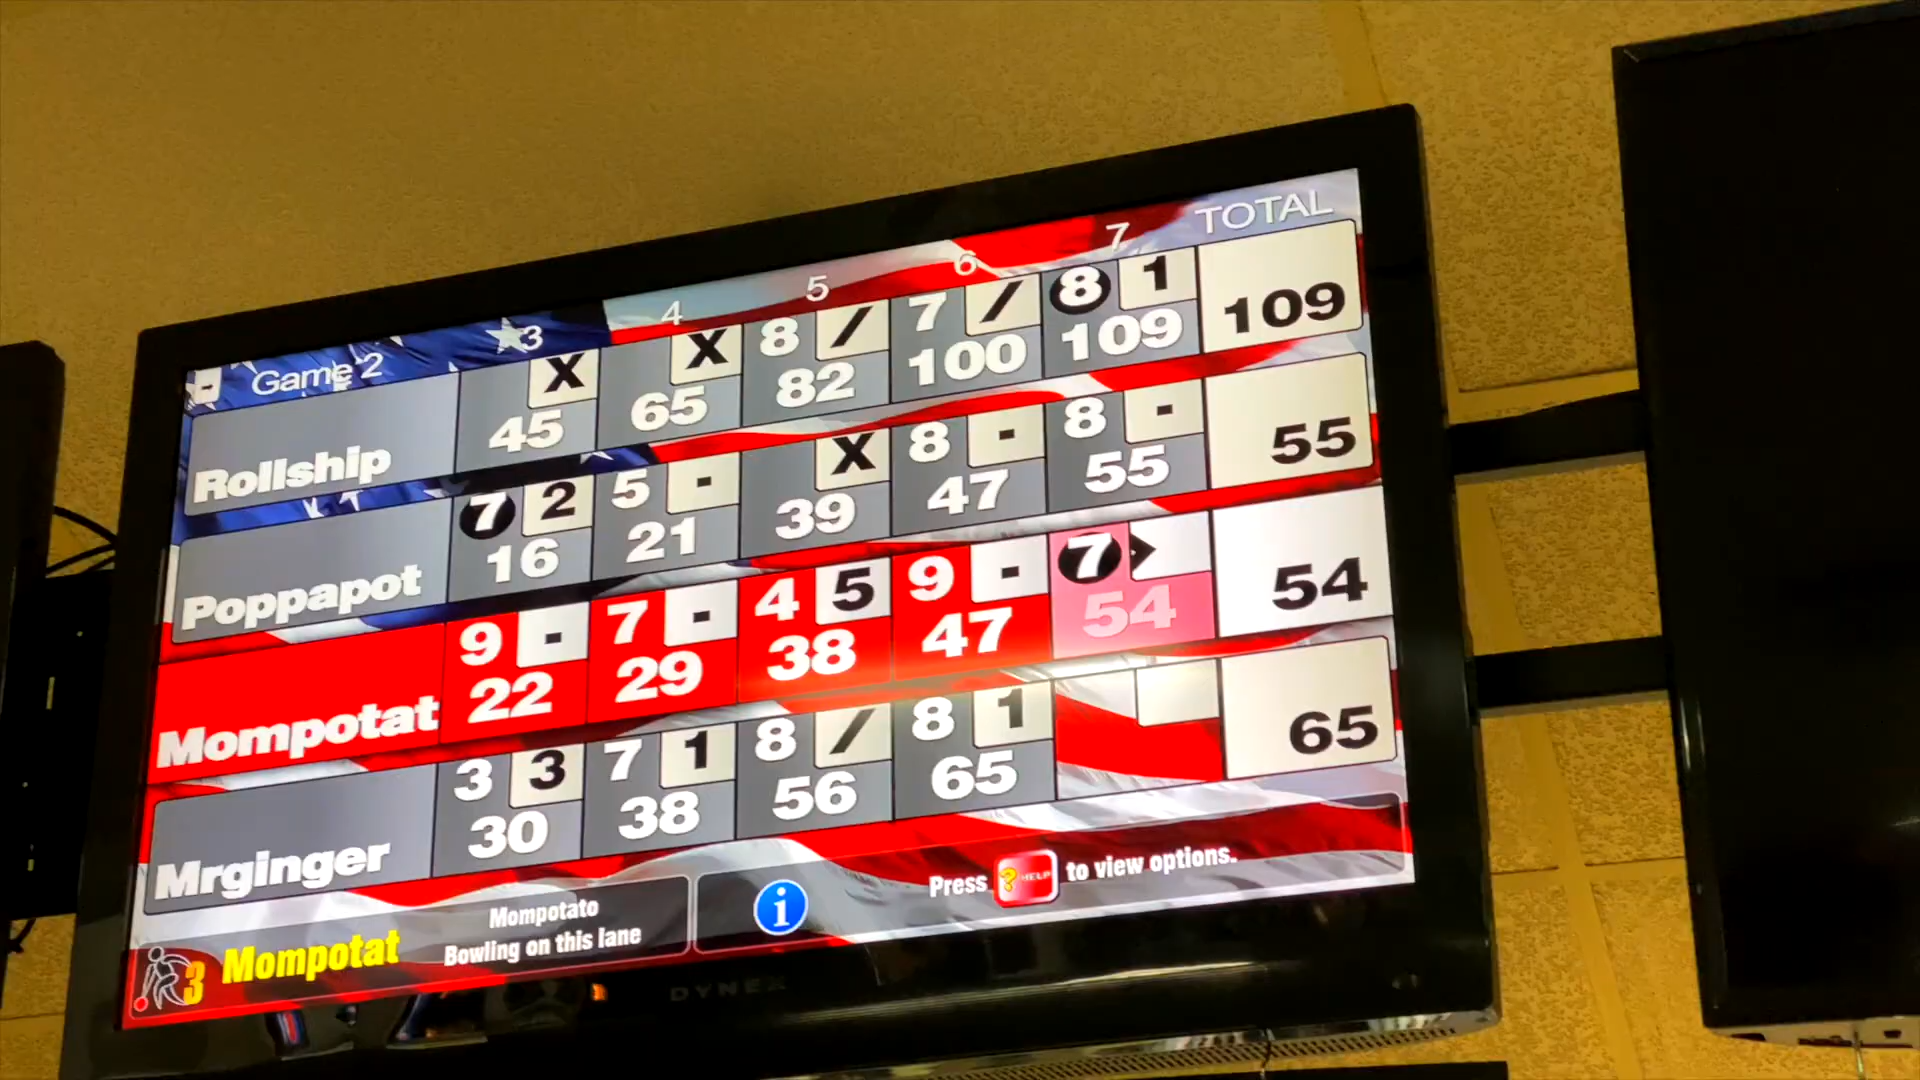 Game 2 3 4 5 6 7 TOTAL
Rollship X X 8 / 7 / 8 1 109
45 65 82 100 109
Poppapot 7 2 5 - X 8 - 8 - 55
16 21 39 47 55
Mompotat 9 - 7 - 4 5 9 - 7 54
22 29 38 47 54
Mrginger 3 3 7 1 8 / 8 1 65
30 38 56 65
3 Mompotat
Mompotato
Bowling on this lane
i
Press ? HELP to view options.
DYNEX